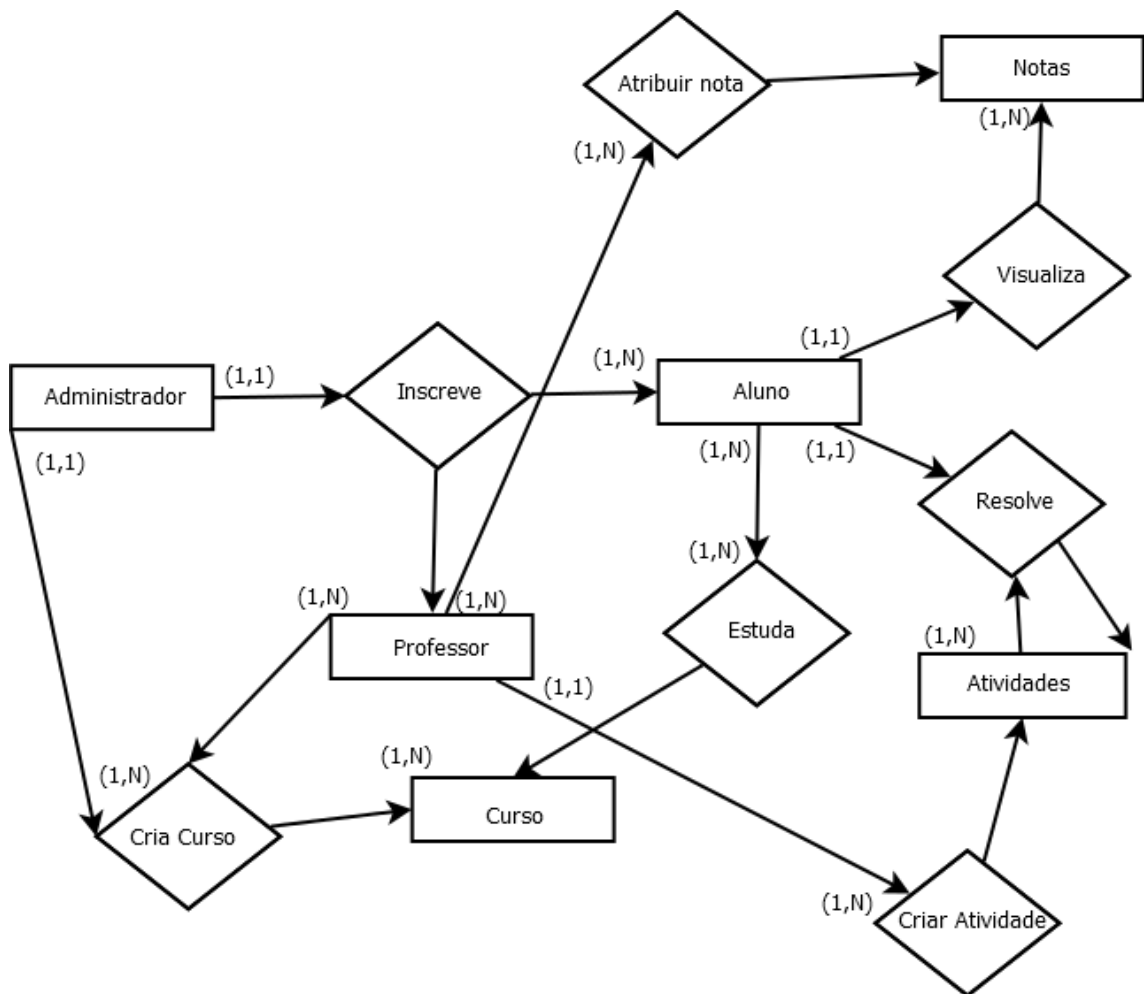 Atribuir nota
Notas
(1,N)
(1,N)
Visualiza
(1,1)
(1,N)
(1,1)
Administrador
Inscreve
Aluno
(1,1)
(1,N)
(1,1)
Resolve
(1,N)
(1,N)
(1,N)
Estuda
Professor
(1,N)
Atividades
(1,1)
(1,N)
(1,N)
Curso
Cria Curso
(1,N)
Criar Atividade